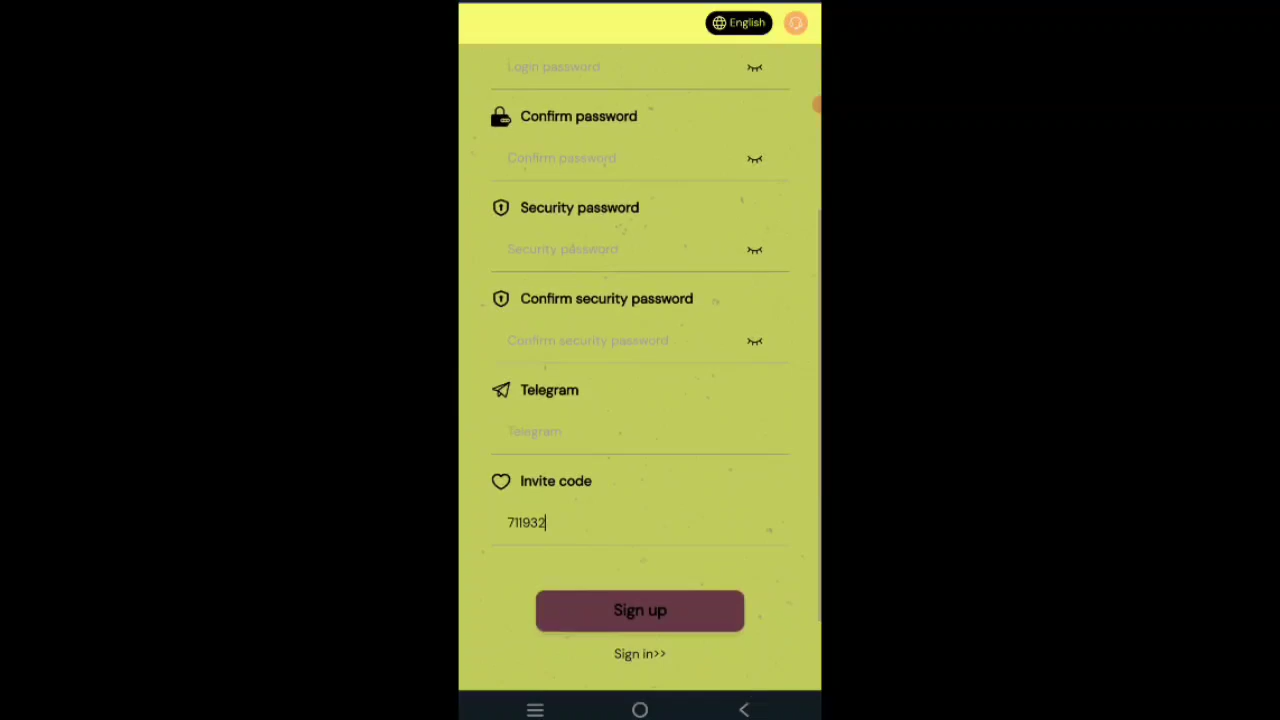 English
Login password
Confirm password
Confirm password
Security password
Security password
Confirm security password
Confirm security password
Telegram
Telegram
Invite code
711932
Sign up
Sign in>>